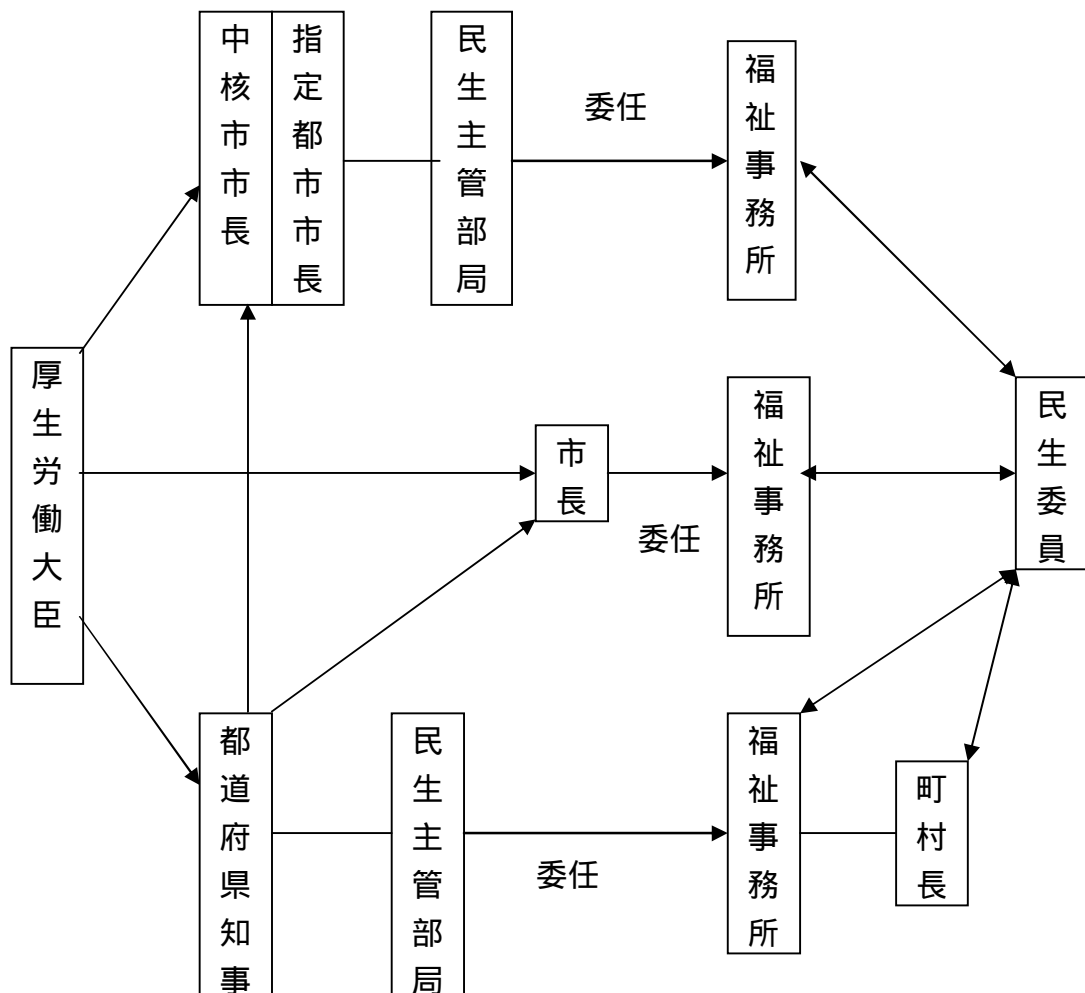 指定都市市長
中核市市長
民生主管部局
委任
福祉事務所
厚生労働大臣
市長
委任
福祉事務所
民生委員
都道府県知事
民生主管部局
委任
福祉事務所
町村長